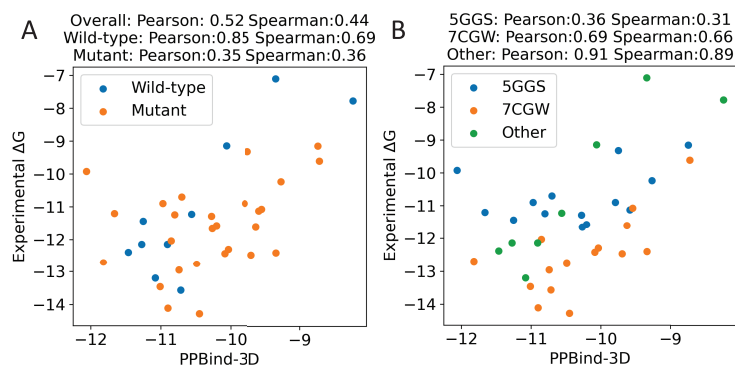 A
Overall: Pearson: 0.52 Spearman:0.44
Wild-type: Pearson:0.85 Spearman:0.69
Mutant: Pearson:0.35 Spearman:0.36
Wild-type
Mutant
Experimental ΔG
−7
−8
−9
−10
−11
−12
−13
−14
−12
−11
−10
−9
PPBind-3D
B
5GGS: Pearson:0.36 Spearman:0.31
7CGW: Pearson:0.69 Spearman:0.66
Other: Pearson: 0.91 Spearman:0.89
5GGS
7CGW
Other
Experimental ΔG
−7
−8
−9
−10
−11
−12
−13
−14
−12
−11
−10
−9
PPBind-3D